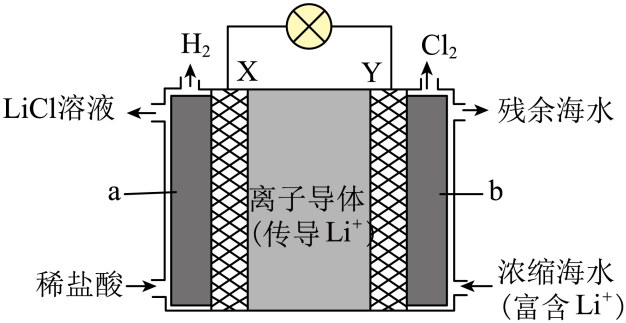 H₂
Cl₂
X
Y
LiCl溶液
残余海水
a
b
离子导体
(传导Li⁺)
稀盐酸
浓缩海水
(富含Li⁺)